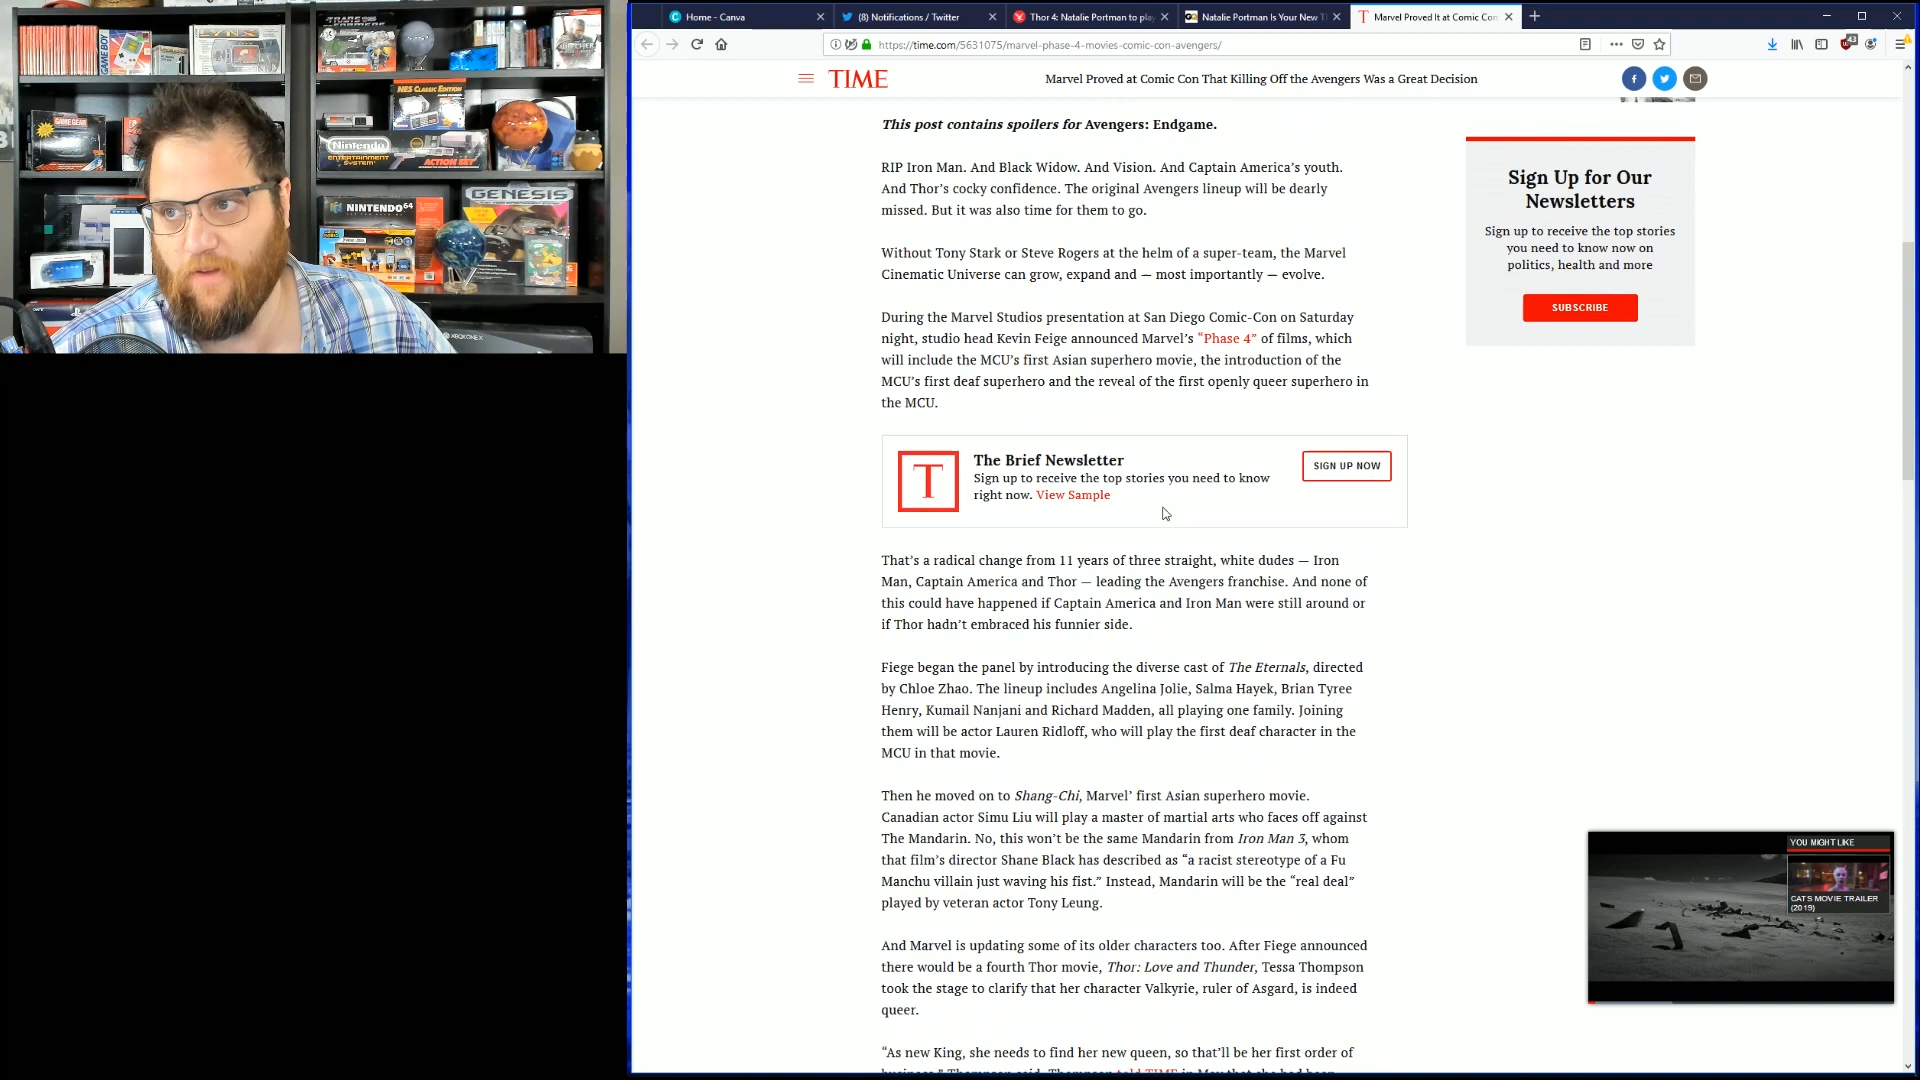 Home - Canva
(8) Notifications / Twitter
Thor 4: Natalie Portman to pla
Natalie Portman Is Your New T
Marvel Proved It at Comic Con
https://time.com/5631075/marvel-phase-4-movies-comic-con-avengers/
43
TIME
Marvel Proved at Comic Con That Killing Off the Avengers Was a Great Decision
This post contains spoilers for Avengers: Endgame.
RIP Iron Man. And Black Widow. And Vision. And Captain America’s youth.
And Thor’s cocky confidence. The original Avengers lineup will be dearly
missed. But it was also time for them to go.
Without Tony Stark or Steve Rogers at the helm of a super-team, the Marvel
Cinematic Universe can grow, expand and — most importantly — evolve.
During the Marvel Studios presentation at San Diego Comic-Con on Saturday
night, studio head Kevin Feige announced Marvel’s “Phase 4” of films, which
will include the MCU’s first Asian superhero movie, the introduction of the
MCU’s first deaf superhero and the reveal of the first openly queer superhero in
the MCU.
T
The Brief Newsletter
Sign up to receive the top stories you need to know
right now. View Sample
SIGN UP NOW
That’s a radical change from 11 years of three straight, white dudes — Iron
Man, Captain America and Thor — leading the Avengers franchise. And none of
this could have happened if Captain America and Iron Man were still around or
if Thor hadn’t embraced his funnier side.
Fiege began the panel by introducing the diverse cast of The Eternals, directed
by Chloe Zhao. The lineup includes Angelina Jolie, Salma Hayek, Brian Tyree
Henry, Kumail Nanjani and Richard Madden, all playing one family. Joining
them will be actor Lauren Ridloff, who will play the first deaf character in the
MCU in that movie.
Then he moved on to Shang-Chi, Marvel’ first Asian superhero movie.
Canadian actor Simu Liu will play a master of martial arts who faces off against
The Mandarin. No, this won’t be the same Mandarin from Iron Man 3, whom
that film’s director Shane Black has described as “a racist stereotype of a Fu
Manchu villain just waving his fist.” Instead, Mandarin will be the “real deal”
played by veteran actor Tony Leung.
And Marvel is updating some of its older characters too. After Fiege announced
there would be a fourth Thor movie, Thor: Love and Thunder, Tessa Thompson
took the stage to clarify that her character Valkyrie, ruler of Asgard, is indeed
queer.
“As new King, she needs to find her new queen, so that’ll be her first order of
Sign Up for Our
Newsletters
Sign up to receive the top stories
you need to know now on
politics, health and more
SUBSCRIBE
YOU MIGHT LIKE
CATS MOVIE TRAILER
(2019)
TRANSFORMERS
GAME BOY
LYNX
WITCHER
NES CLASSIC EDITION
GAME GEAR
Nintendo
ENTERTAINMENT
SYSTEM
ACTION SET
NINTENDO 64
GENESIS
XBOX ONE X